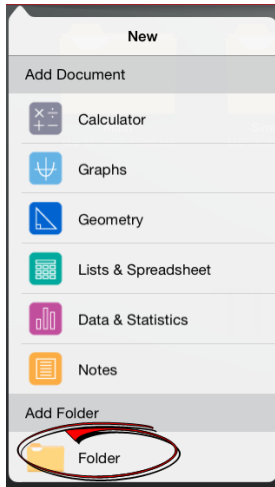 New
Add Document
Calculator
Graphs
Geometry
Lists & Spreadsheet
Data & Statistics
Notes
Add Folder
Folder